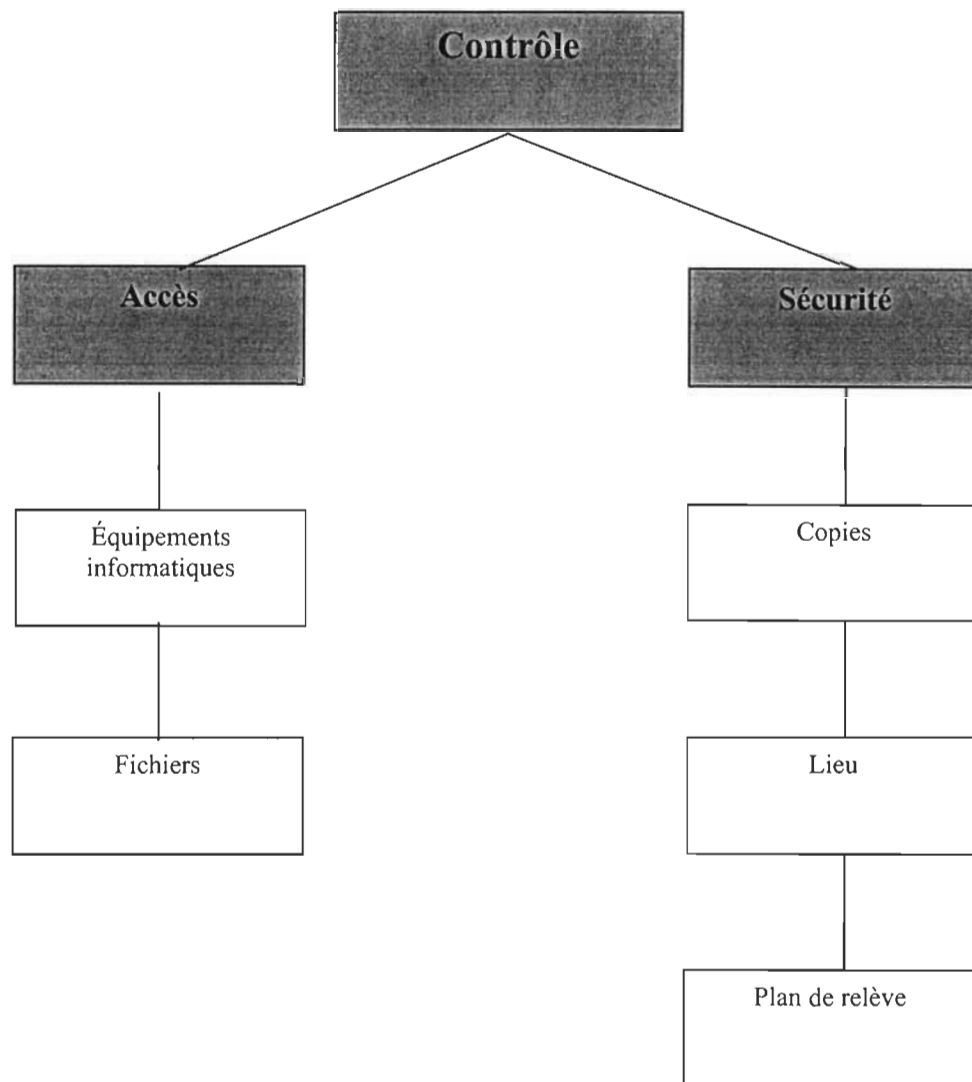 Contrôle
Accès
Sécurité
Équipements
informatiques
Copies
Fichiers
Lieu
Plan de relève